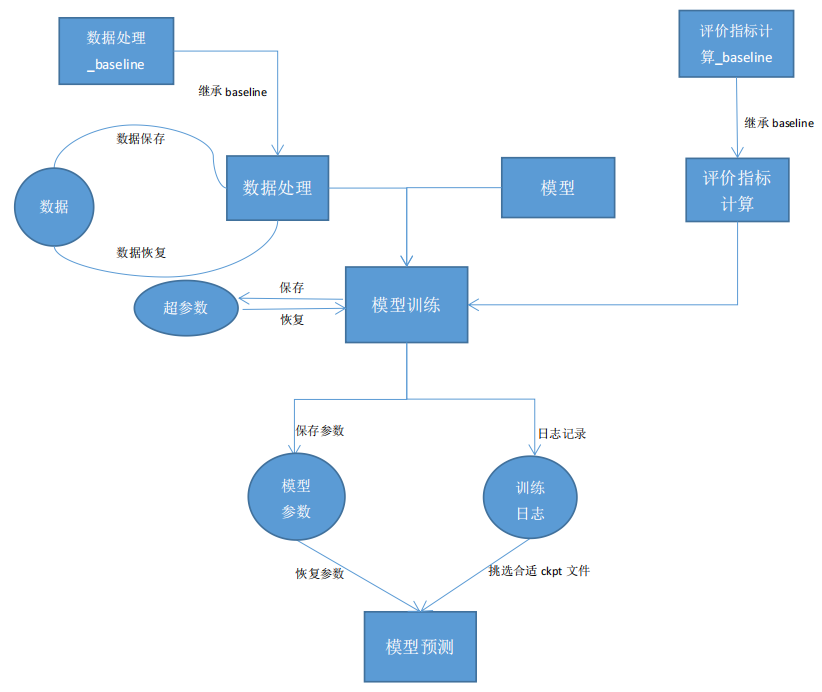 数据处理
_baseline
评价指标计
算_baseline
继承 baseline
继承 baseline
数据保存
数据
数据处理
模型
评价指标
计算
数据恢复
超参数
保存
恢复
模型训练
保存参数
日志记录
模型
参数
训练
日志
恢复参数
挑选合适 ckpt 文件
模型预测